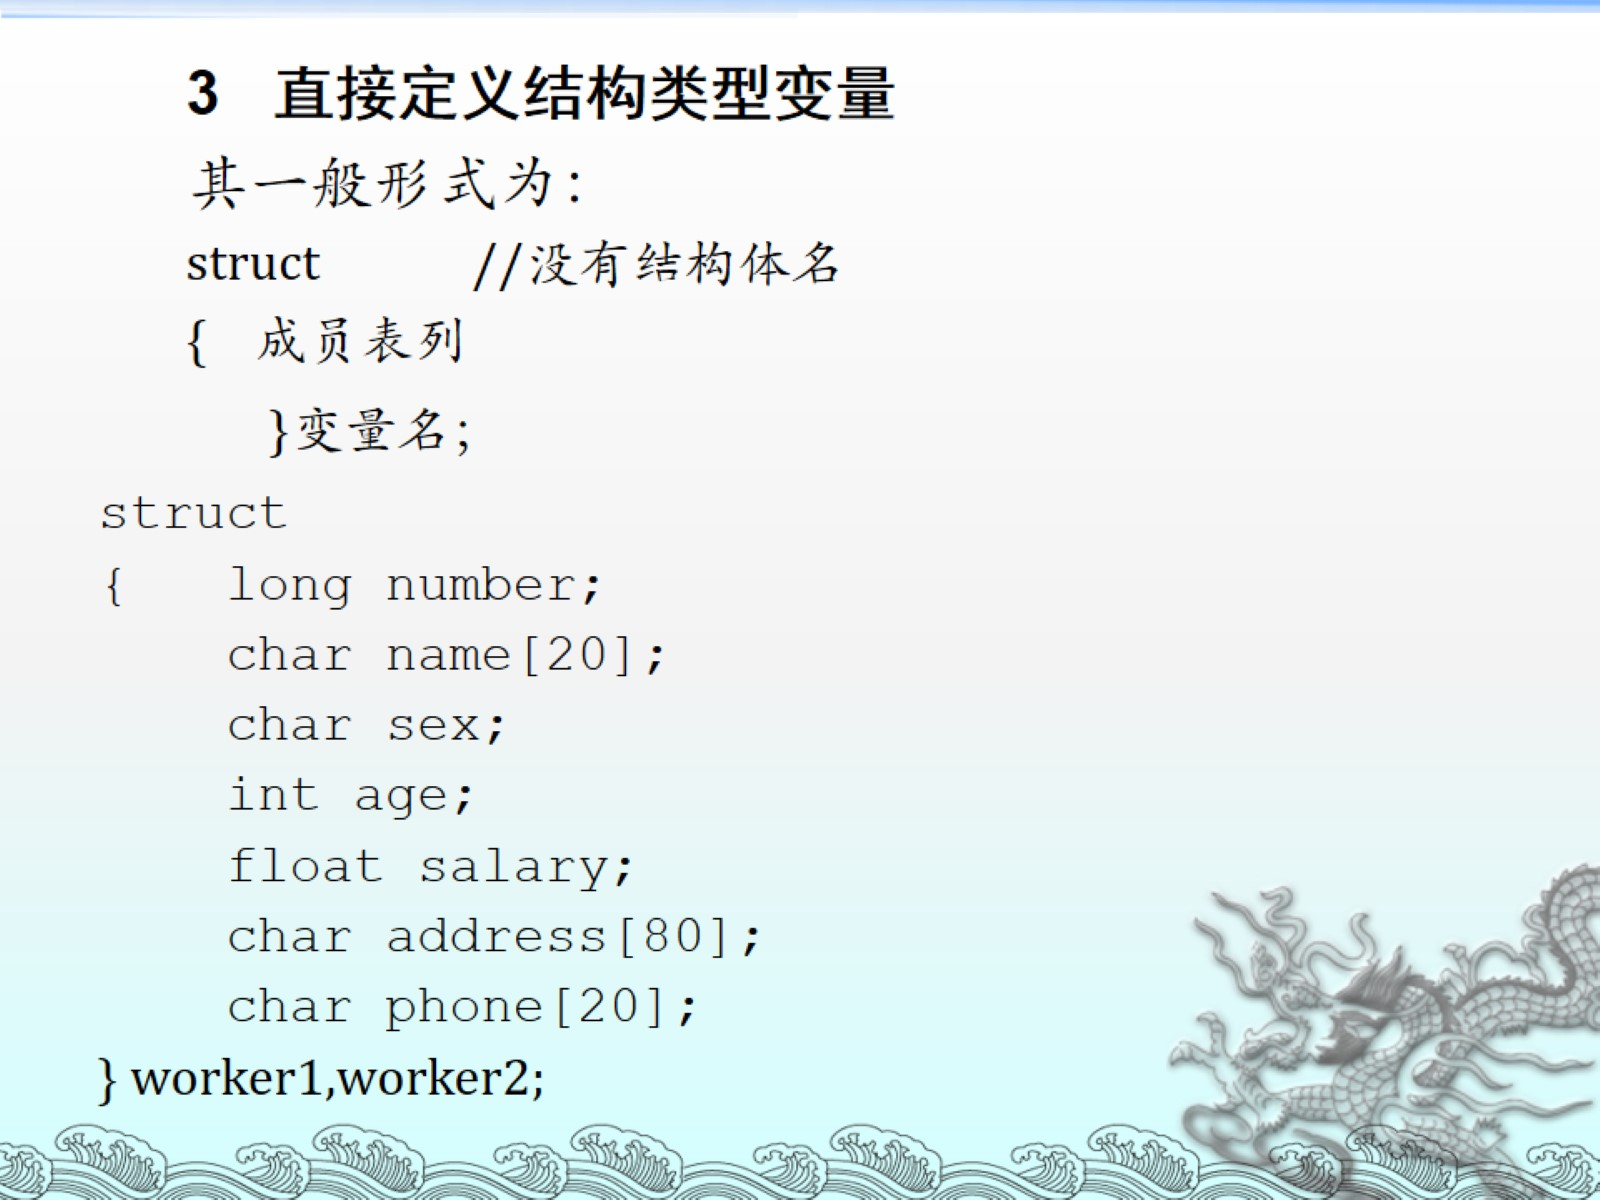 3 直接定义结构类型变量
其一般形式为:
struct //没有结构体名
{ 成员表列
}变量名;
struct
{ long number;
char name[20];
char sex;
int age;
float salary;
char address[80];
char phone[20];
} worker1,worker2;